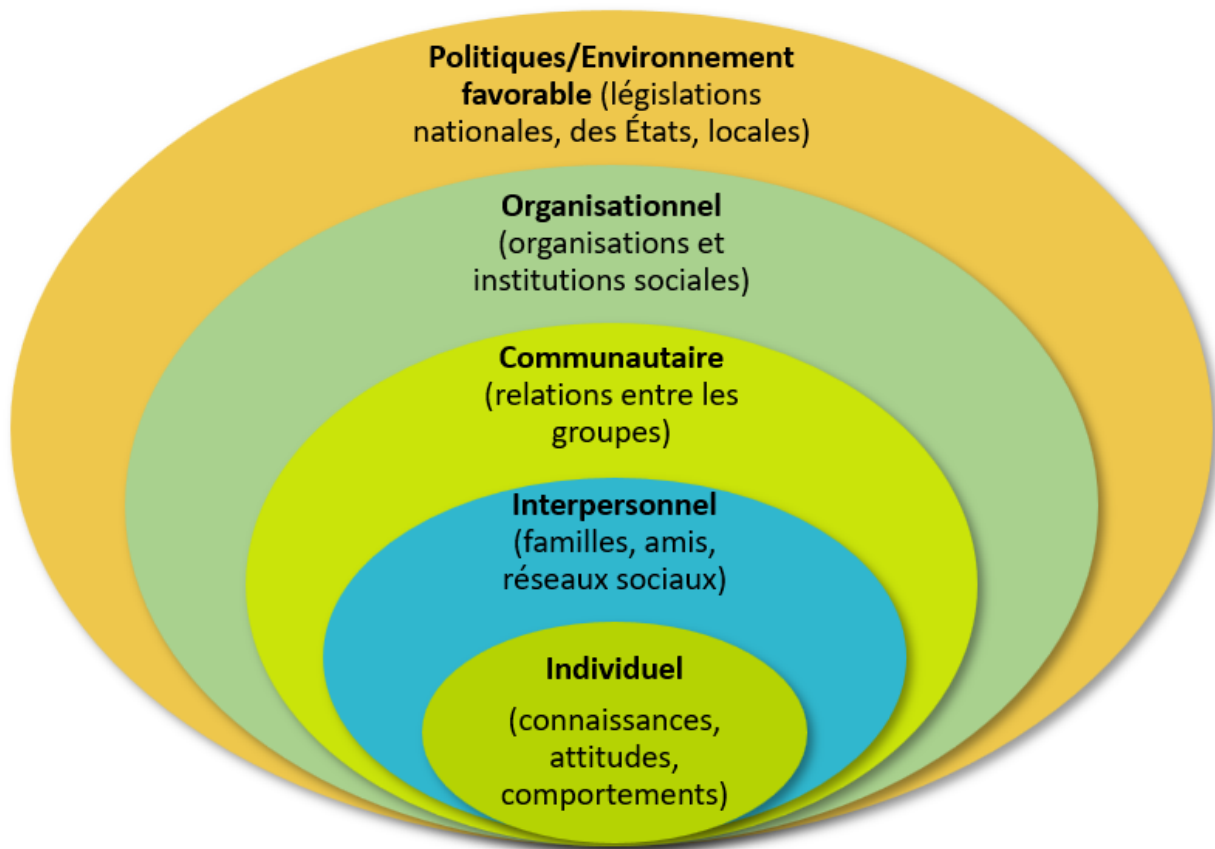 Politiques/Environnement
favorable (législations
nationales, des États, locales)
Organisationnel
(organisations et
institutions sociales)
Communautaire
(relations entre les
groupes)
Interpersonnel
(familles, amis,
réseaux sociaux)
Individuel
(connaissances,
attitudes,
comportements)